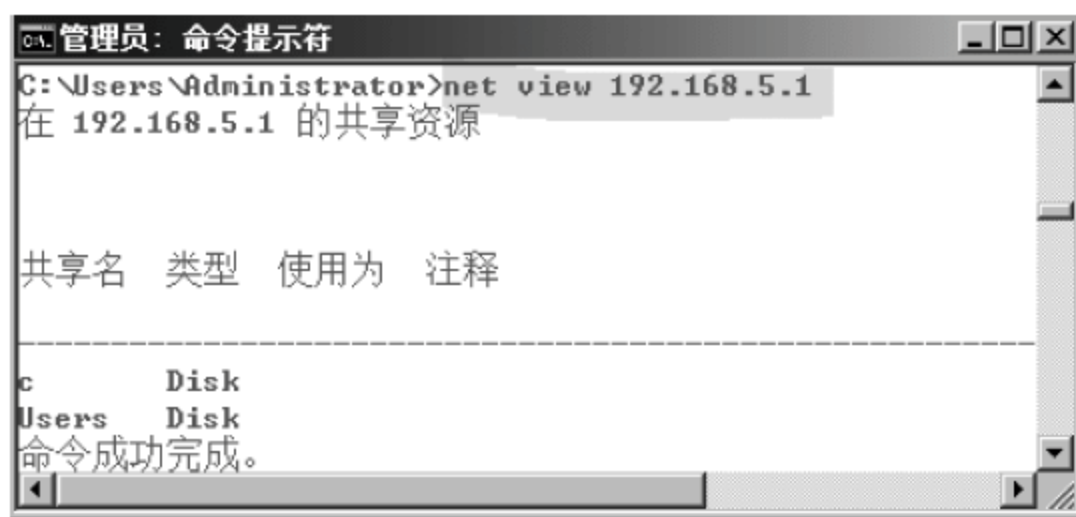 管理员：命令提示符
C:\Users\Administrator>net view 192.168.5.1
在 192.168.5.1 的共享资源
共享名 类型 使用为 注释
-------------------------------------------------------
c Disk
Users Disk
命令成功完成。